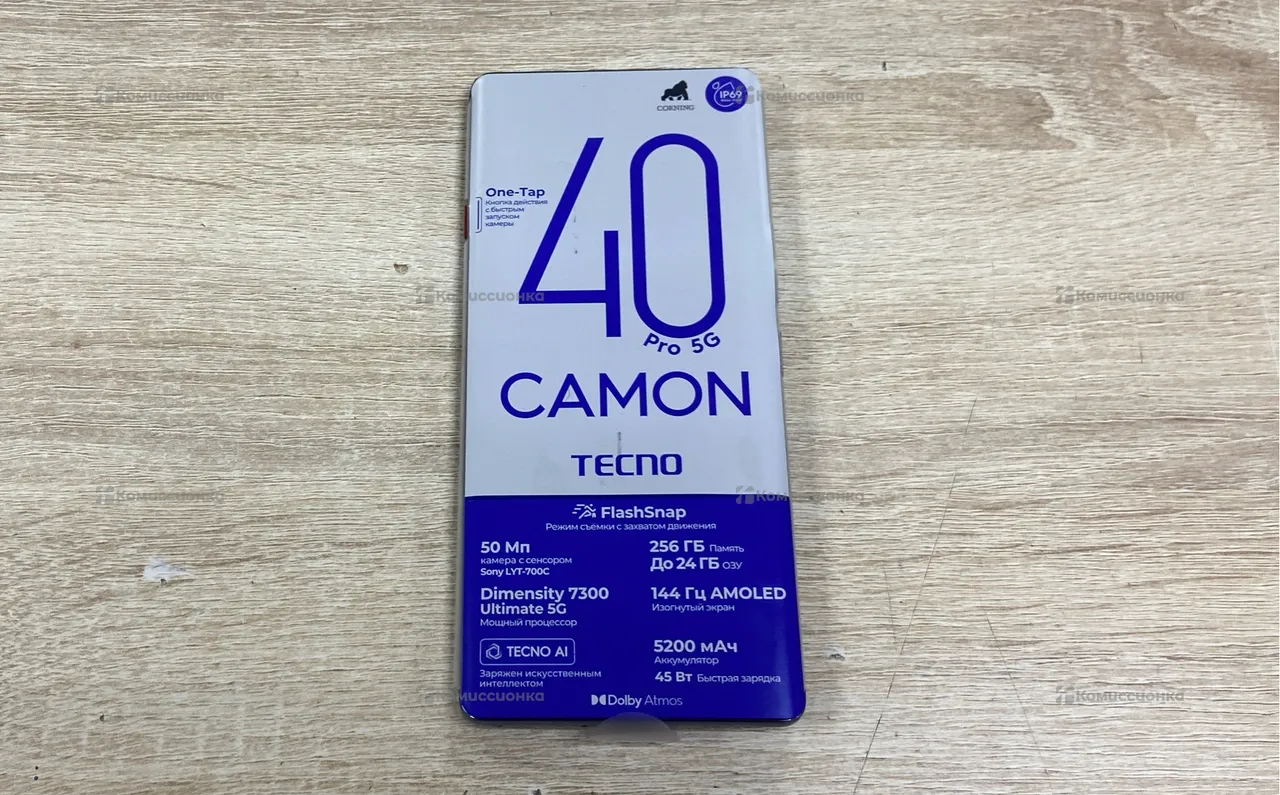 CORNING
IP69
Комиссионка
Комиссионка
40
One-Tap
Кнопка действия
с быстрым
запуском
камеры
Комиссионка
Комиссионка
Pro 5G
CAMON
TECNO
Комиссионка
Комиссионка
FlashSnap
Режим съёмки с захватом движения
50 Мп
камера с сенсором
Sony LYT-700C
256 ГБ Память
До 24 ГБ ОЗУ
Dimensity 7300
Ultimate 5G
Мощный процессор
144 Гц AMOLED
Изогнутый экран
TECNO AI
Заряжен искусственным
интеллектом
5200 мАч
Аккумулятор
45 Вт Быстрая зарядка
Комиссионка
Dolby Atmos
Комиссионка